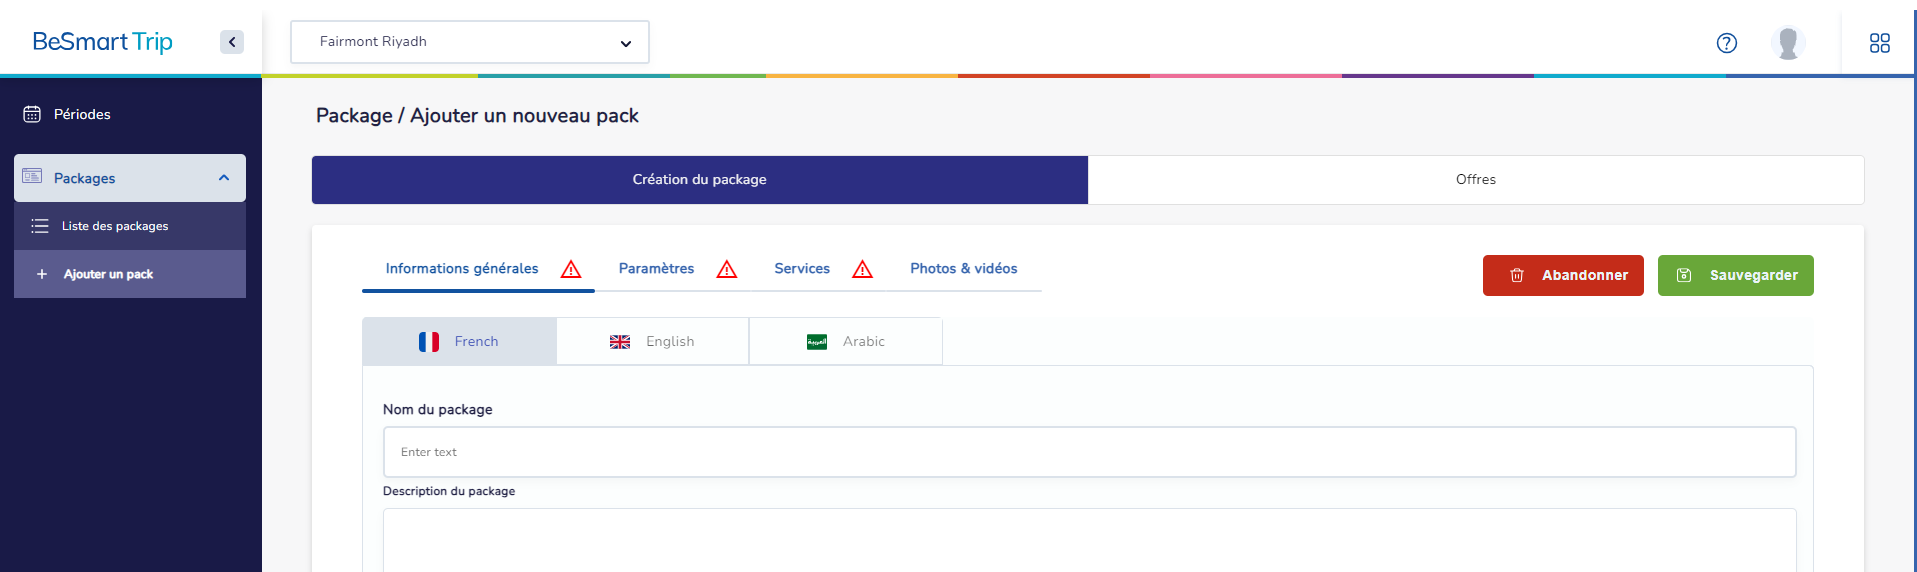 BeSmart Trip
Fairmont Riyadh
Périodes
Packages
Liste des packages
Ajouter un pack
Package / Ajouter un nouveau pack
Création du package
Offres
Informations générales
Paramètres
Services
Photos & vidéos
Abandonner
Sauvegarder
French
English
العربية
Arabic
Nom du package
Enter text
Description du package